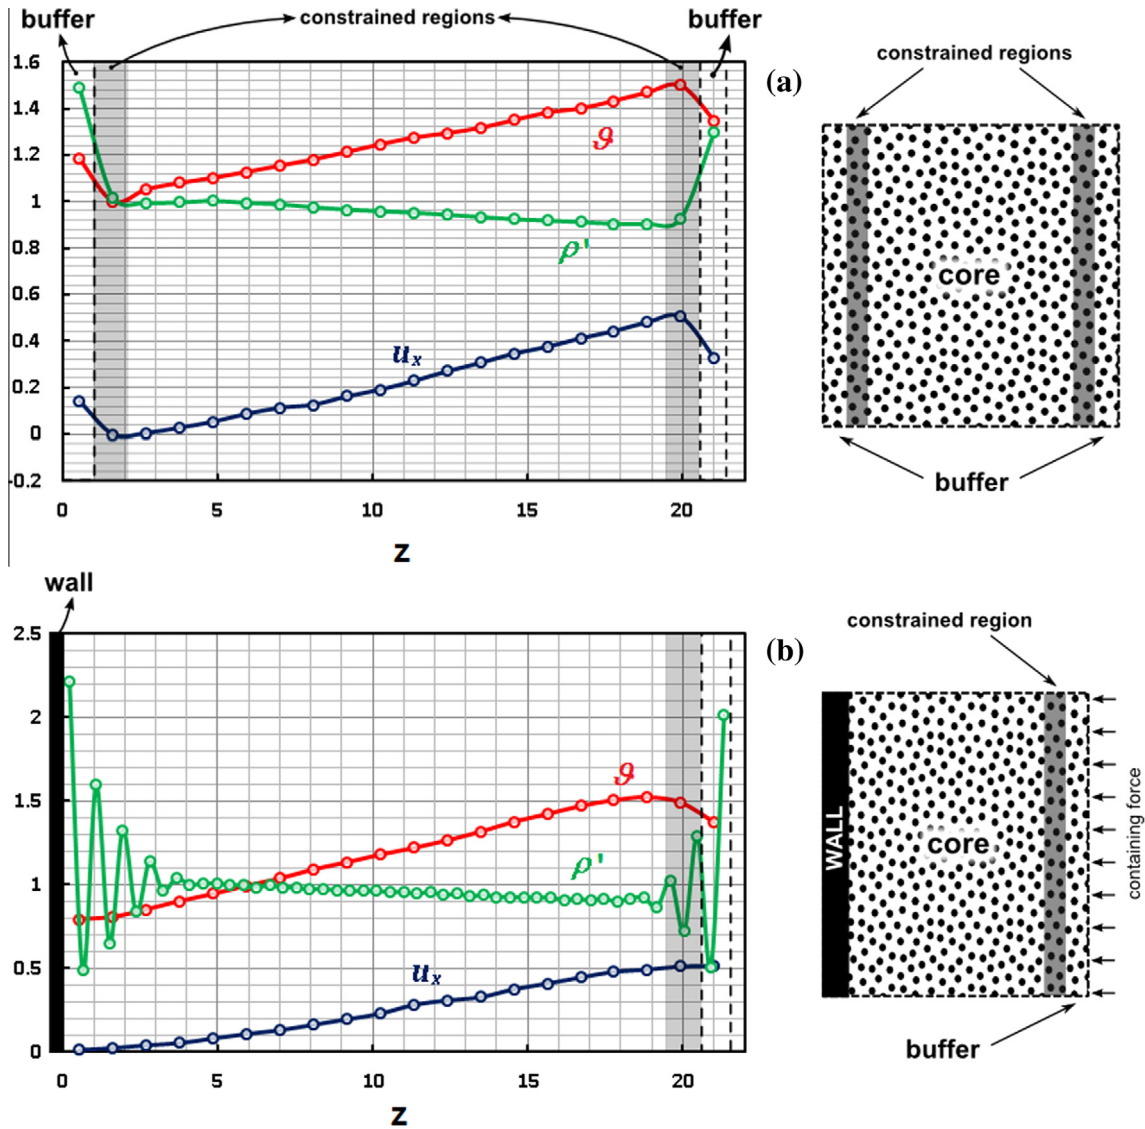 buffer
constrained regions
buffer
1.6
1.4
1.2
1
0.8
0.6
0.4
0.2
0
-0.2
ϑ
ρ'
uₓ
0 5 10 15 20
z
(a)
constrained regions
core
buffer
wall
2.5
2
1.5
1
0.5
0
ϑ
ρ'
uₓ
0 5 10 15 20
z
(b)
constrained region
WALL
core
containing force
buffer